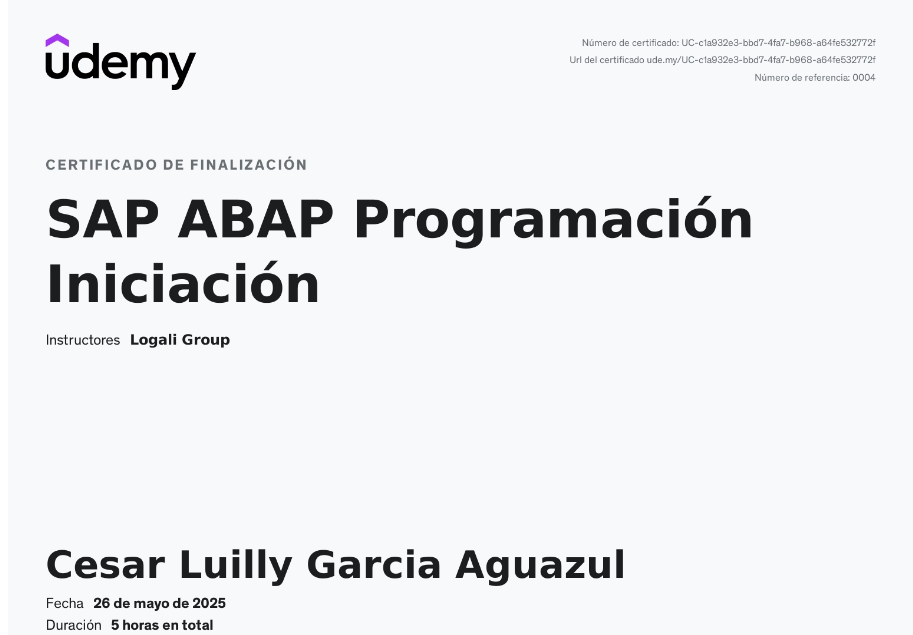 udemy
Número de certificado: UC-c1a932e3-bbd7-4fa7-b968-a64fe532772f
Url del certificado ude.my/UC-c1a932e3-bbd7-4fa7-b968-a64fe532772f
Número de referencia: 0004
CERTIFICADO DE FINALIZACIÓN
SAP ABAP Programación
Iniciación
Instructores Logali Group
Cesar Luilly Garcia Aguazul
Fecha 26 de mayo de 2025
Duración 5 horas en total